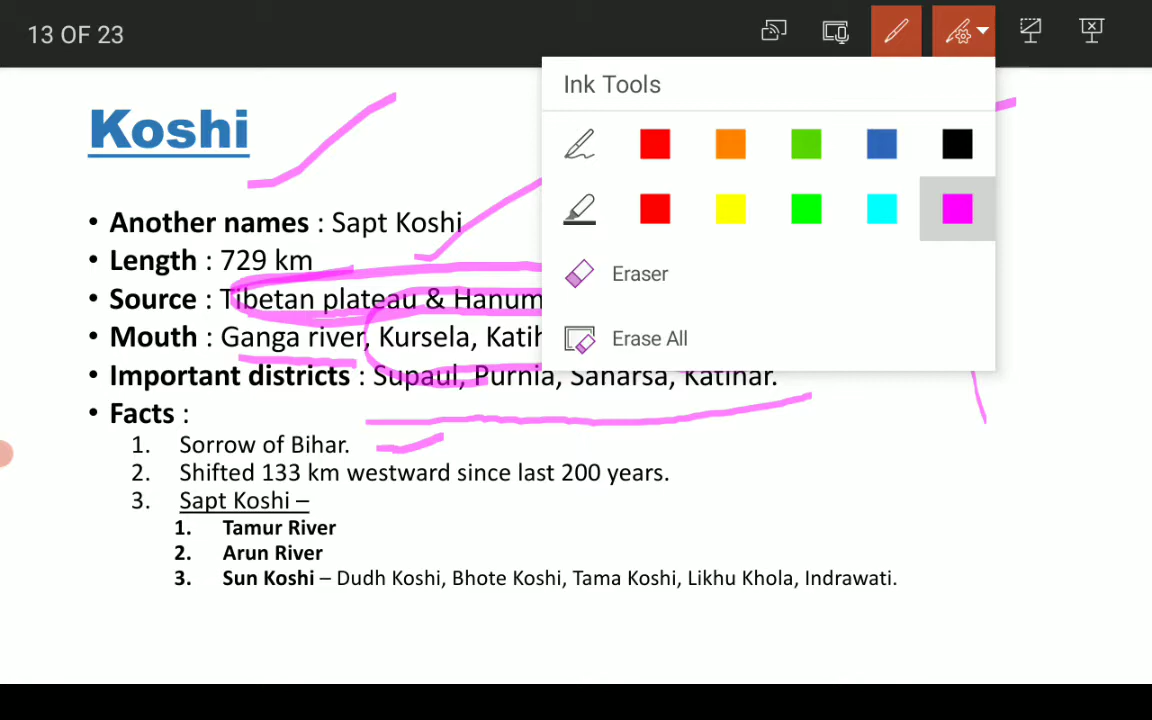 13 OF 23
Ink Tools
Koshi
• Another names : Sapt Koshi
• Length : 729 km
• Source : Tibetan plateau &
• Mouth : Ganga river, Kursela,
• Important districts : Supaul, Purnia, Saharsa, Katihar.
• Facts :
1. Sorrow of Bihar.
2. Shifted 133 km westward since last 200 years.
3. Sapt Koshi –
1. Tamur River
2. Arun River
3. Sun Koshi – Dudh Koshi, Bhote Koshi, Tama Koshi, Likhu Khola, Indrawati.
Eraser
Erase All